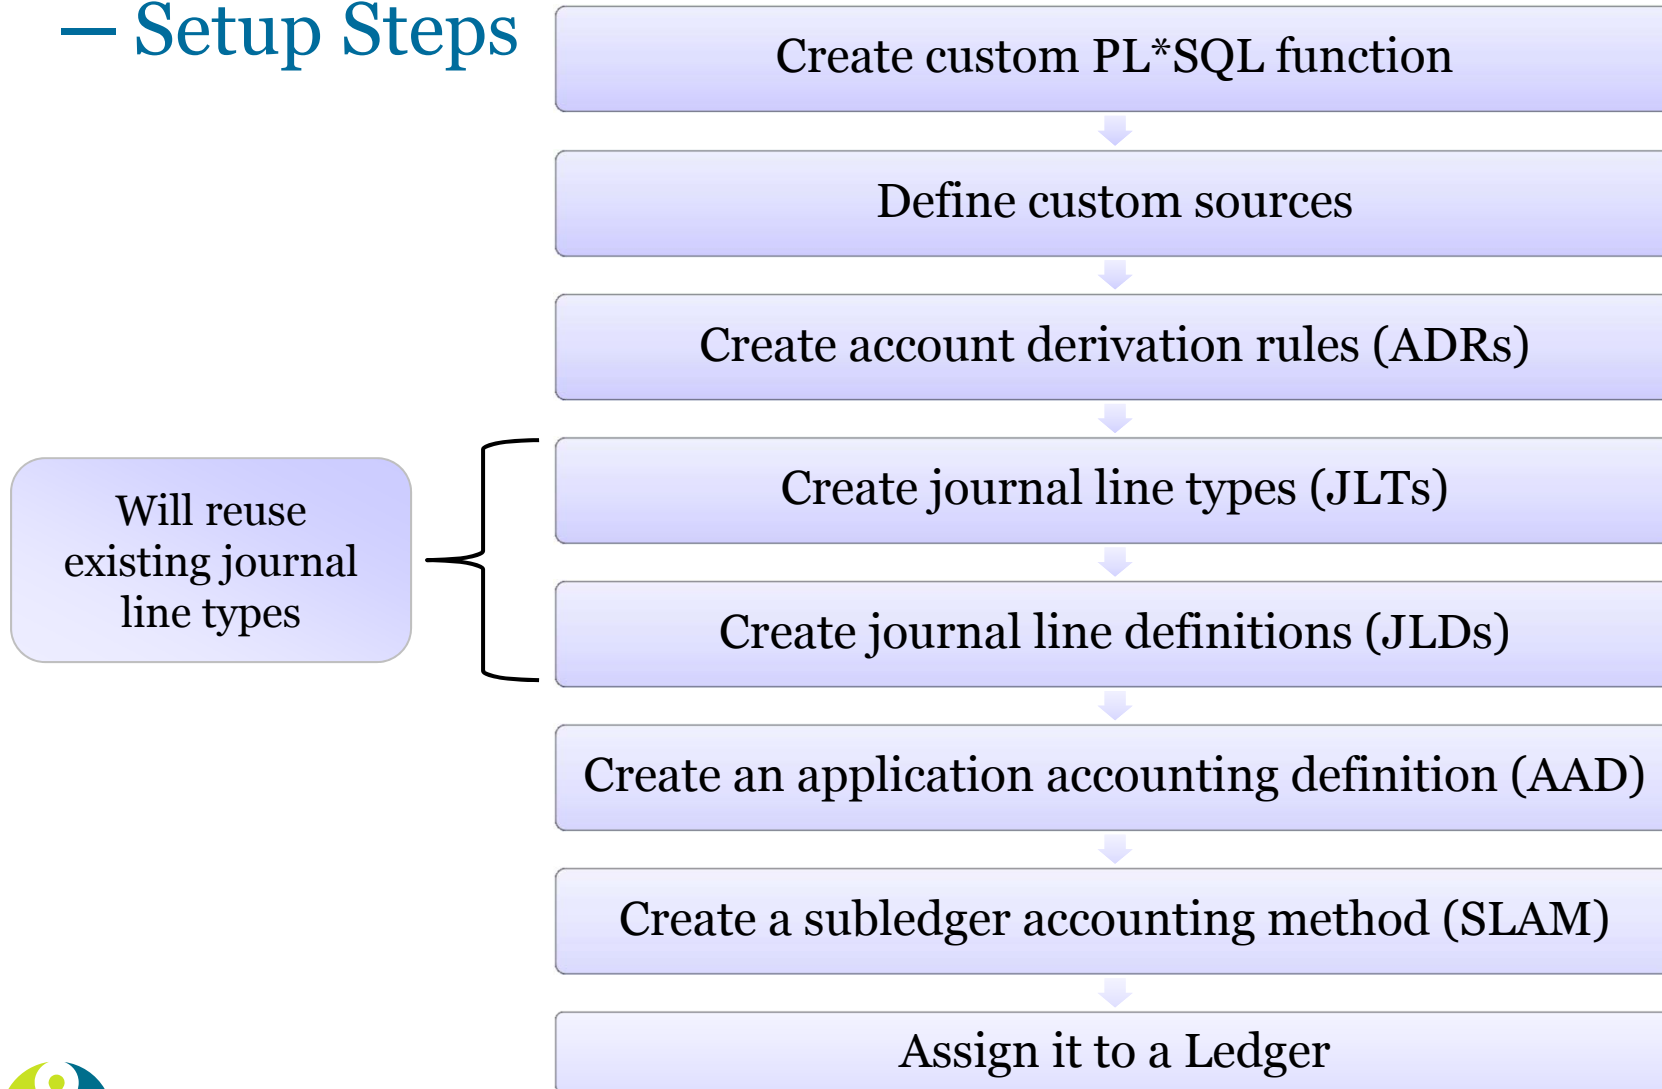 – Setup Steps
Create custom PL*SQL function
Define custom sources
Create account derivation rules (ADRs)
Will reuse
existing journal
line types
Create journal line types (JLTs)
Create journal line definitions (JLDs)
Create an application accounting definition (AAD)
Create a subledger accounting method (SLAM)
Assign it to a Ledger